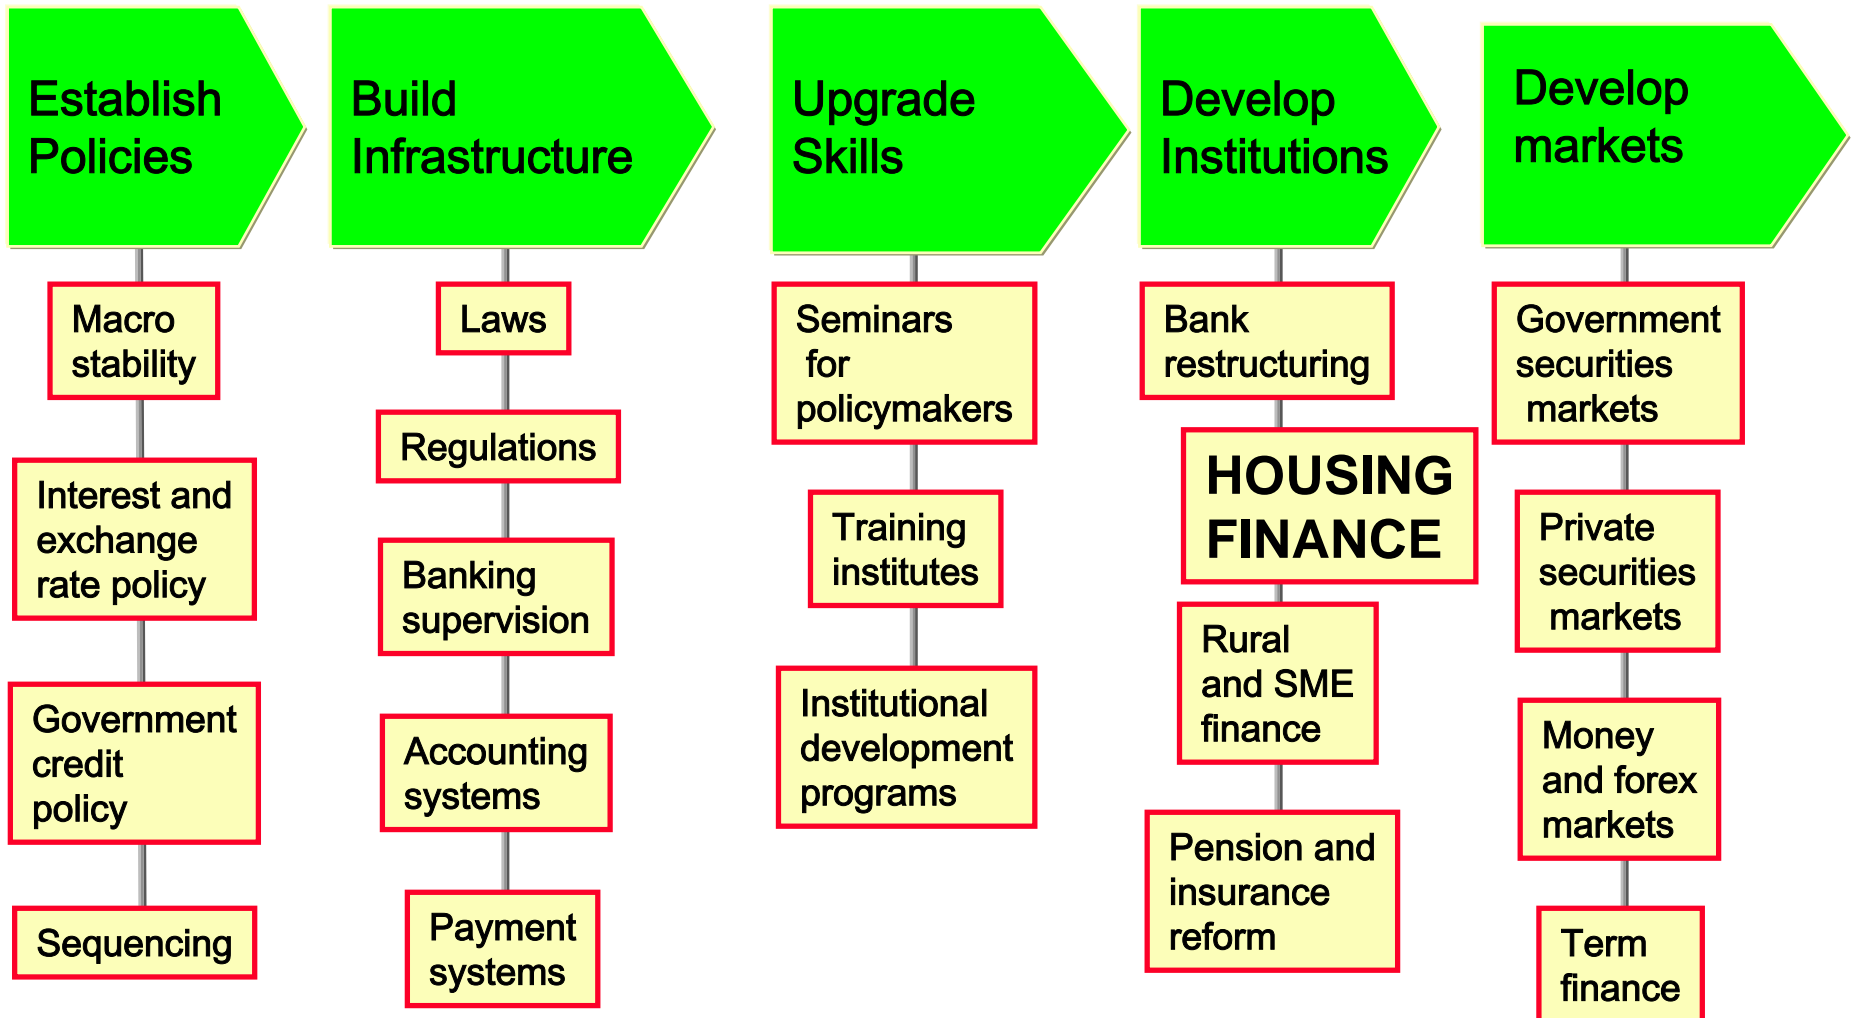 Establish
Policies
Build
Infrastructure
Upgrade
Skills
Develop
Institutions
Develop
markets
Macro
stability
Interest and
exchange
rate policy
Government
credit
policy
Sequencing
Laws
Regulations
Banking
supervision
Accounting
systems
Payment
systems
Seminars
for
policymakers
Training
institutes
Institutional
development
programs
Bank
restructuring
HOUSING
FINANCE
Rural
and SME
finance
Pension and
insurance
reform
Government
securities
markets
Private
securities
markets
Money
and forex
markets
Term
finance